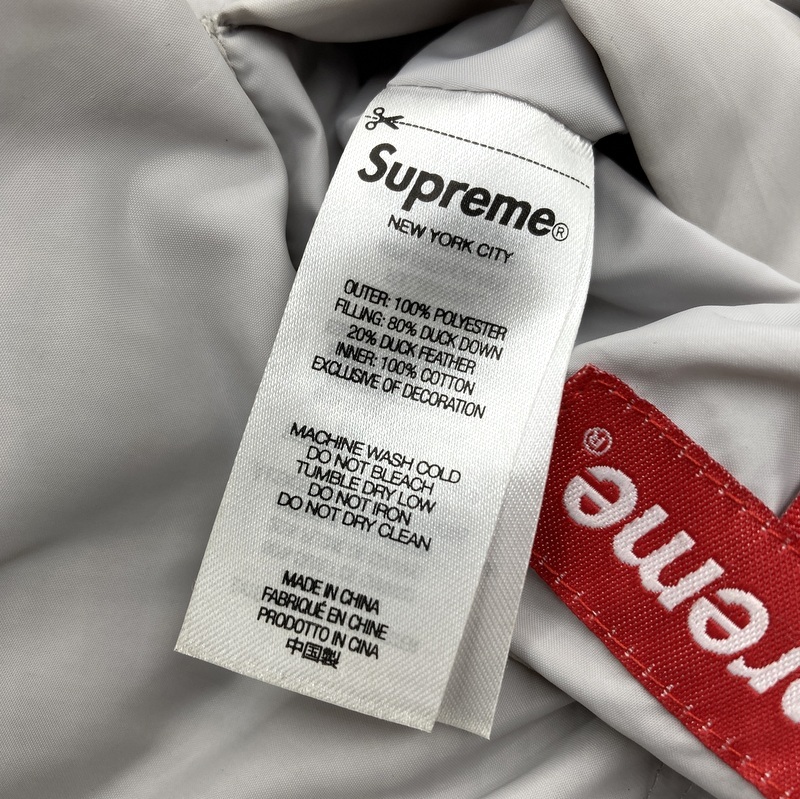 Supreme®
NEW YORK CITY
OUTER: 100% POLYESTER
FILLING: 80% DUCK DOWN
20% DUCK FEATHER
INNER: 100% COTTON
EXCLUSIVE OF DECORATION
MACHINE WASH COLD
DO NOT BLEACH
TUMBLE DRY LOW
DO NOT IRON
DO NOT DRY CLEAN
MADE IN CHINA
FABRIQUÉ EN CHINE
PRODOTTO IN CINA
中国製
preme®